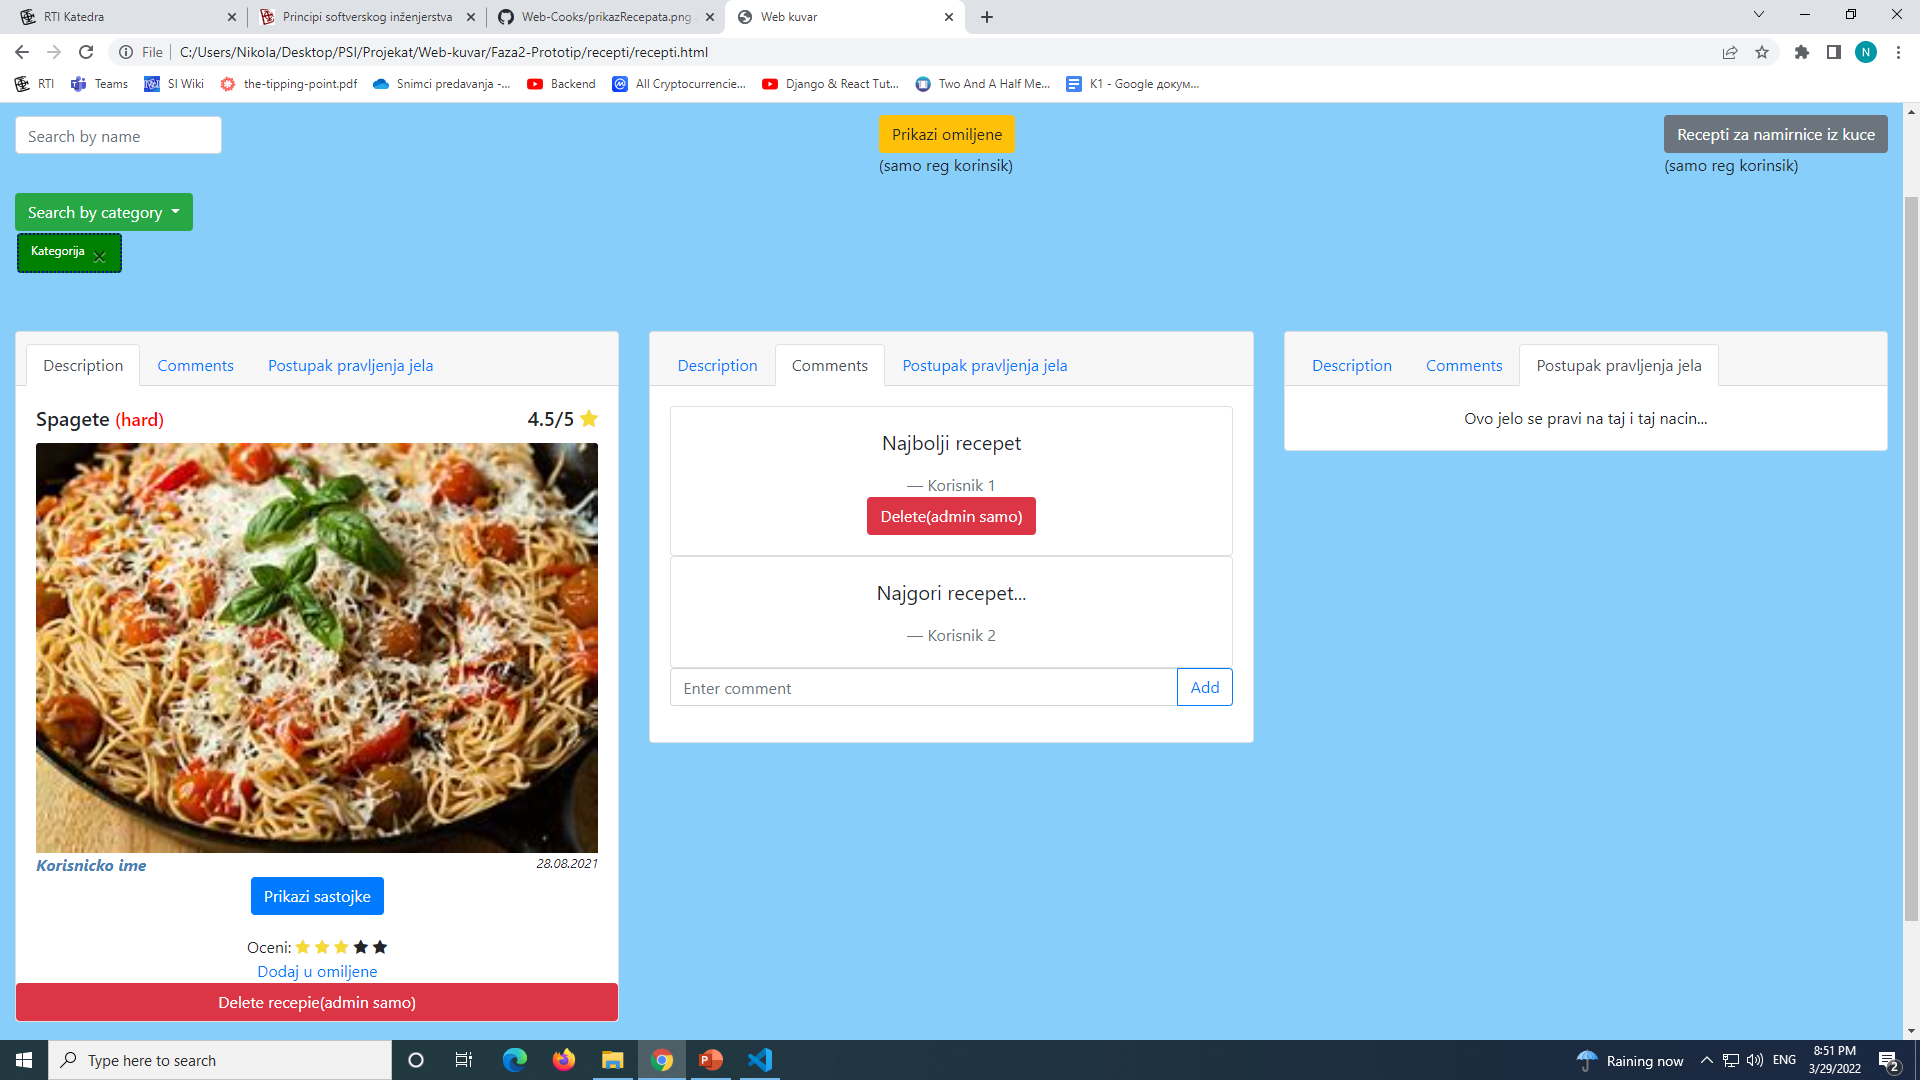 RTI Katedra
Principi softverskog inženjerstva
Web-Cooks/prikazRecepata.png
Web kuvar
File
C:/Users/Nikola/Desktop/PSI/Projekat/Web-kuvar/Faza2-Prototip/recepti/recepti.html
N
RTI
Teams
SI Wiki
the-tipping-point.pdf
Snimci predavanja -...
Backend
All Cryptocurrencie...
Django & React Tut...
Two And A Half Me...
K1 - Google докум...
Search by name
Prikazi omiljene
(samo reg korinsik)
Recepti za namirnice iz kuce
(samo reg korinsik)
Search by category
Kategorija
Description
Comments
Postupak pravljenja jela
Spagete (hard)
4.5/5
Korisnicko ime
28.08.2021
Prikazi sastojke
Oceni:
Dodaj u omiljene
Delete recepie(admin samo)
Description
Comments
Postupak pravljenja jela
Najbolji recepet
— Korisnik 1
Delete(admin samo)
Najgori recepet...
— Korisnik 2
Enter comment
Add
Description
Comments
Postupak pravljenja jela
Ovo jelo se pravi na taj i taj nacin...
Type here to search
Raining now
ENG
8:51 PM
3/29/2022
2